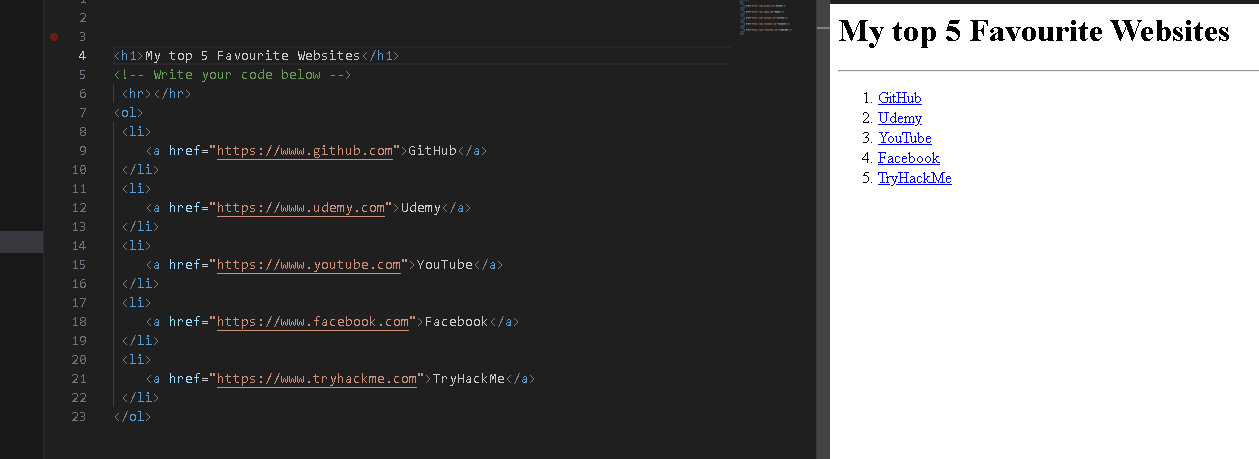 1
2
3
4 <h1>My top 5 Favourite Websites</h1>
5 <!-- Write your code below -->
6 <hr></hr>
7 <ol>
8 <li>
9 <a href="https://www.github.com">GitHub</a>
10 </li>
11 <li>
12 <a href="https://www.udemy.com">Udemy</a>
13 </li>
14 <li>
15 <a href="https://www.youtube.com">YouTube</a>
16 </li>
17 <li>
18 <a href="https://www.facebook.com">Facebook</a>
19 </li>
20 <li>
21 <a href="https://www.tryhackme.com">TryHackMe</a>
22 </li>
23 </ol>
My top 5 Favourite Websites
1. GitHub
2. Udemy
3. YouTube
4. Facebook
5. TryHackMe